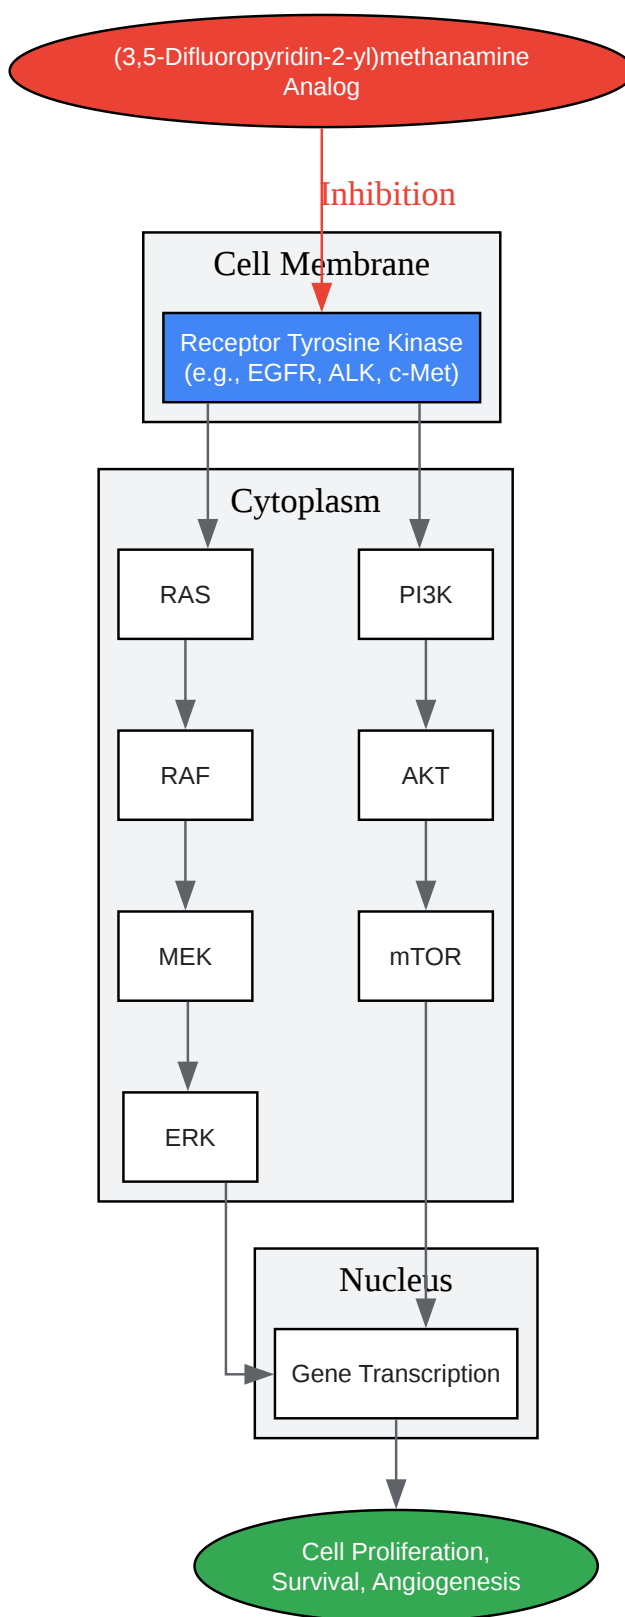 (3,5-Difluoropyridin-2-yl)methanamine
Analog
Inhibition
Cell Membrane
Receptor Tyrosine Kinase
(e.g., EGFR, ALK, c-Met)
Cytoplasm
RAS
PI3K
RAF
AKT
MEK
mTOR
ERK
Nucleus
Gene Transcription
Cell Proliferation,
Survival, Angiogenesis